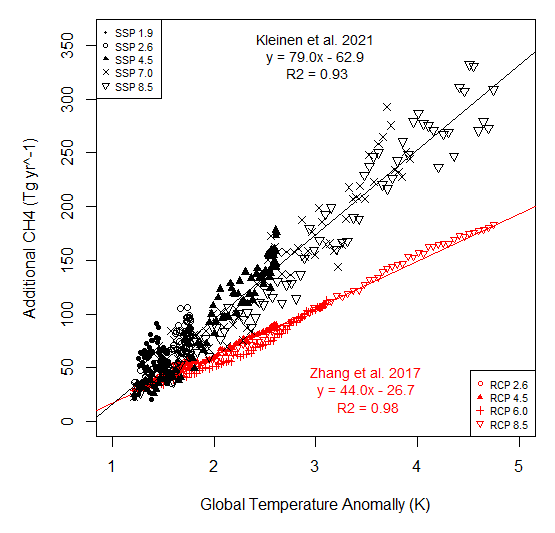 SSP 1.9
SSP 2.6
SSP 4.5
SSP 7.0
SSP 8.5
Kleinen et al. 2021
y = 79.0x - 62.9
R2 = 0.93
350
300
250
200
150
100
50
0
Additional CH4 (Tg yr^-1)
Zhang et al. 2017
y = 44.0x - 26.7
R2 = 0.98
RCP 2.6
RCP 4.5
RCP 6.0
RCP 8.5
1 2 3 4 5
Global Temperature Anomally (K)